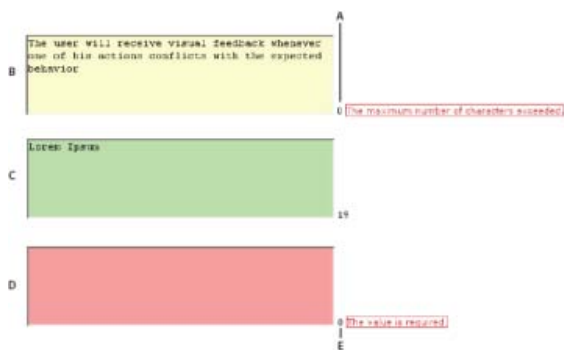 A
B
The user will receive visual feedback whenever
one of his actions conflicts with the expected
behavior
0 The maximum number of characters exceeded.
C
Lorem Ipsum
19
D
0 The value is required.
E